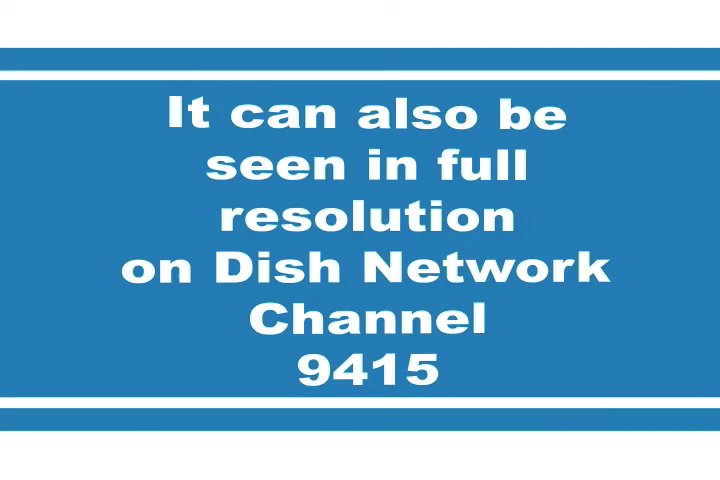 It can also be
seen in full
resolution
on Dish Network
Channel
9415